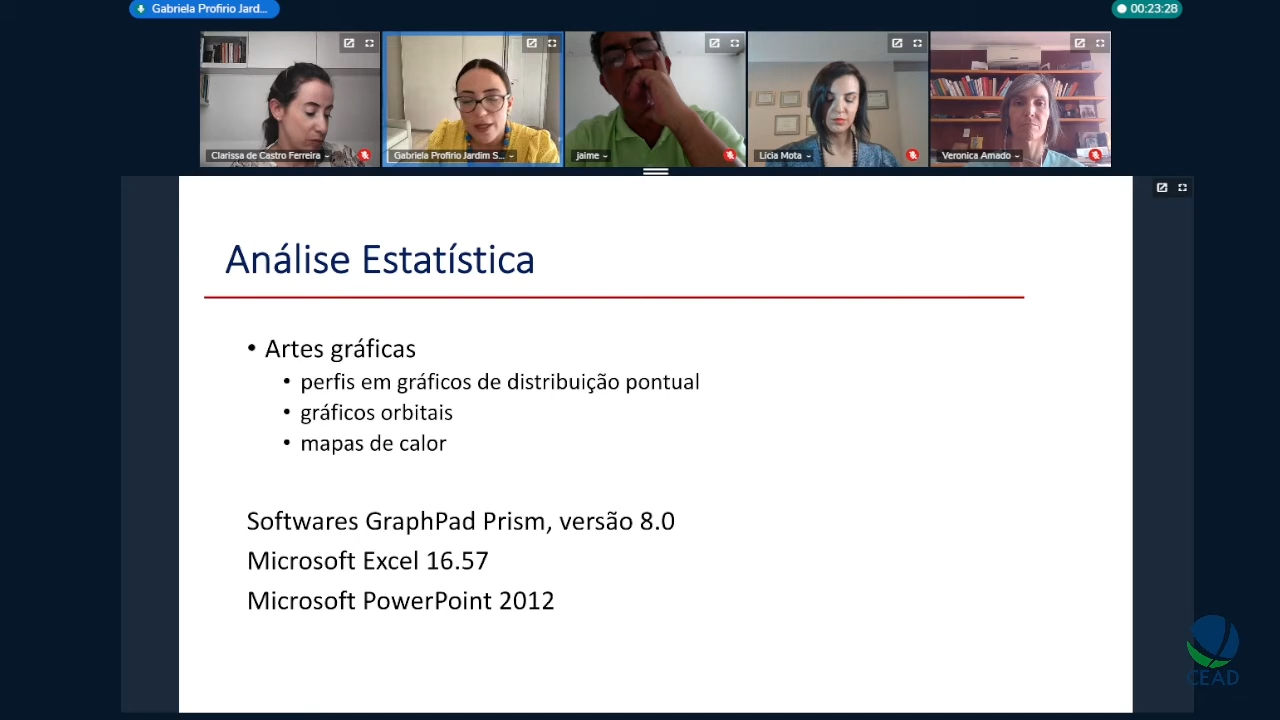 Gabriela Profirio Jard...
00:23:28
Clarissa de Castro Ferreira
Gabriela Profirio Jardim S...
jaime
Licia Mota
Veronica Amado
Análise Estatística
• Artes gráficas
• perfis em gráficos de distribuição pontual
• gráficos orbitais
• mapas de calor
Softwares GraphPad Prism, versão 8.0
Microsoft Excel 16.57
Microsoft PowerPoint 2012
CEAD